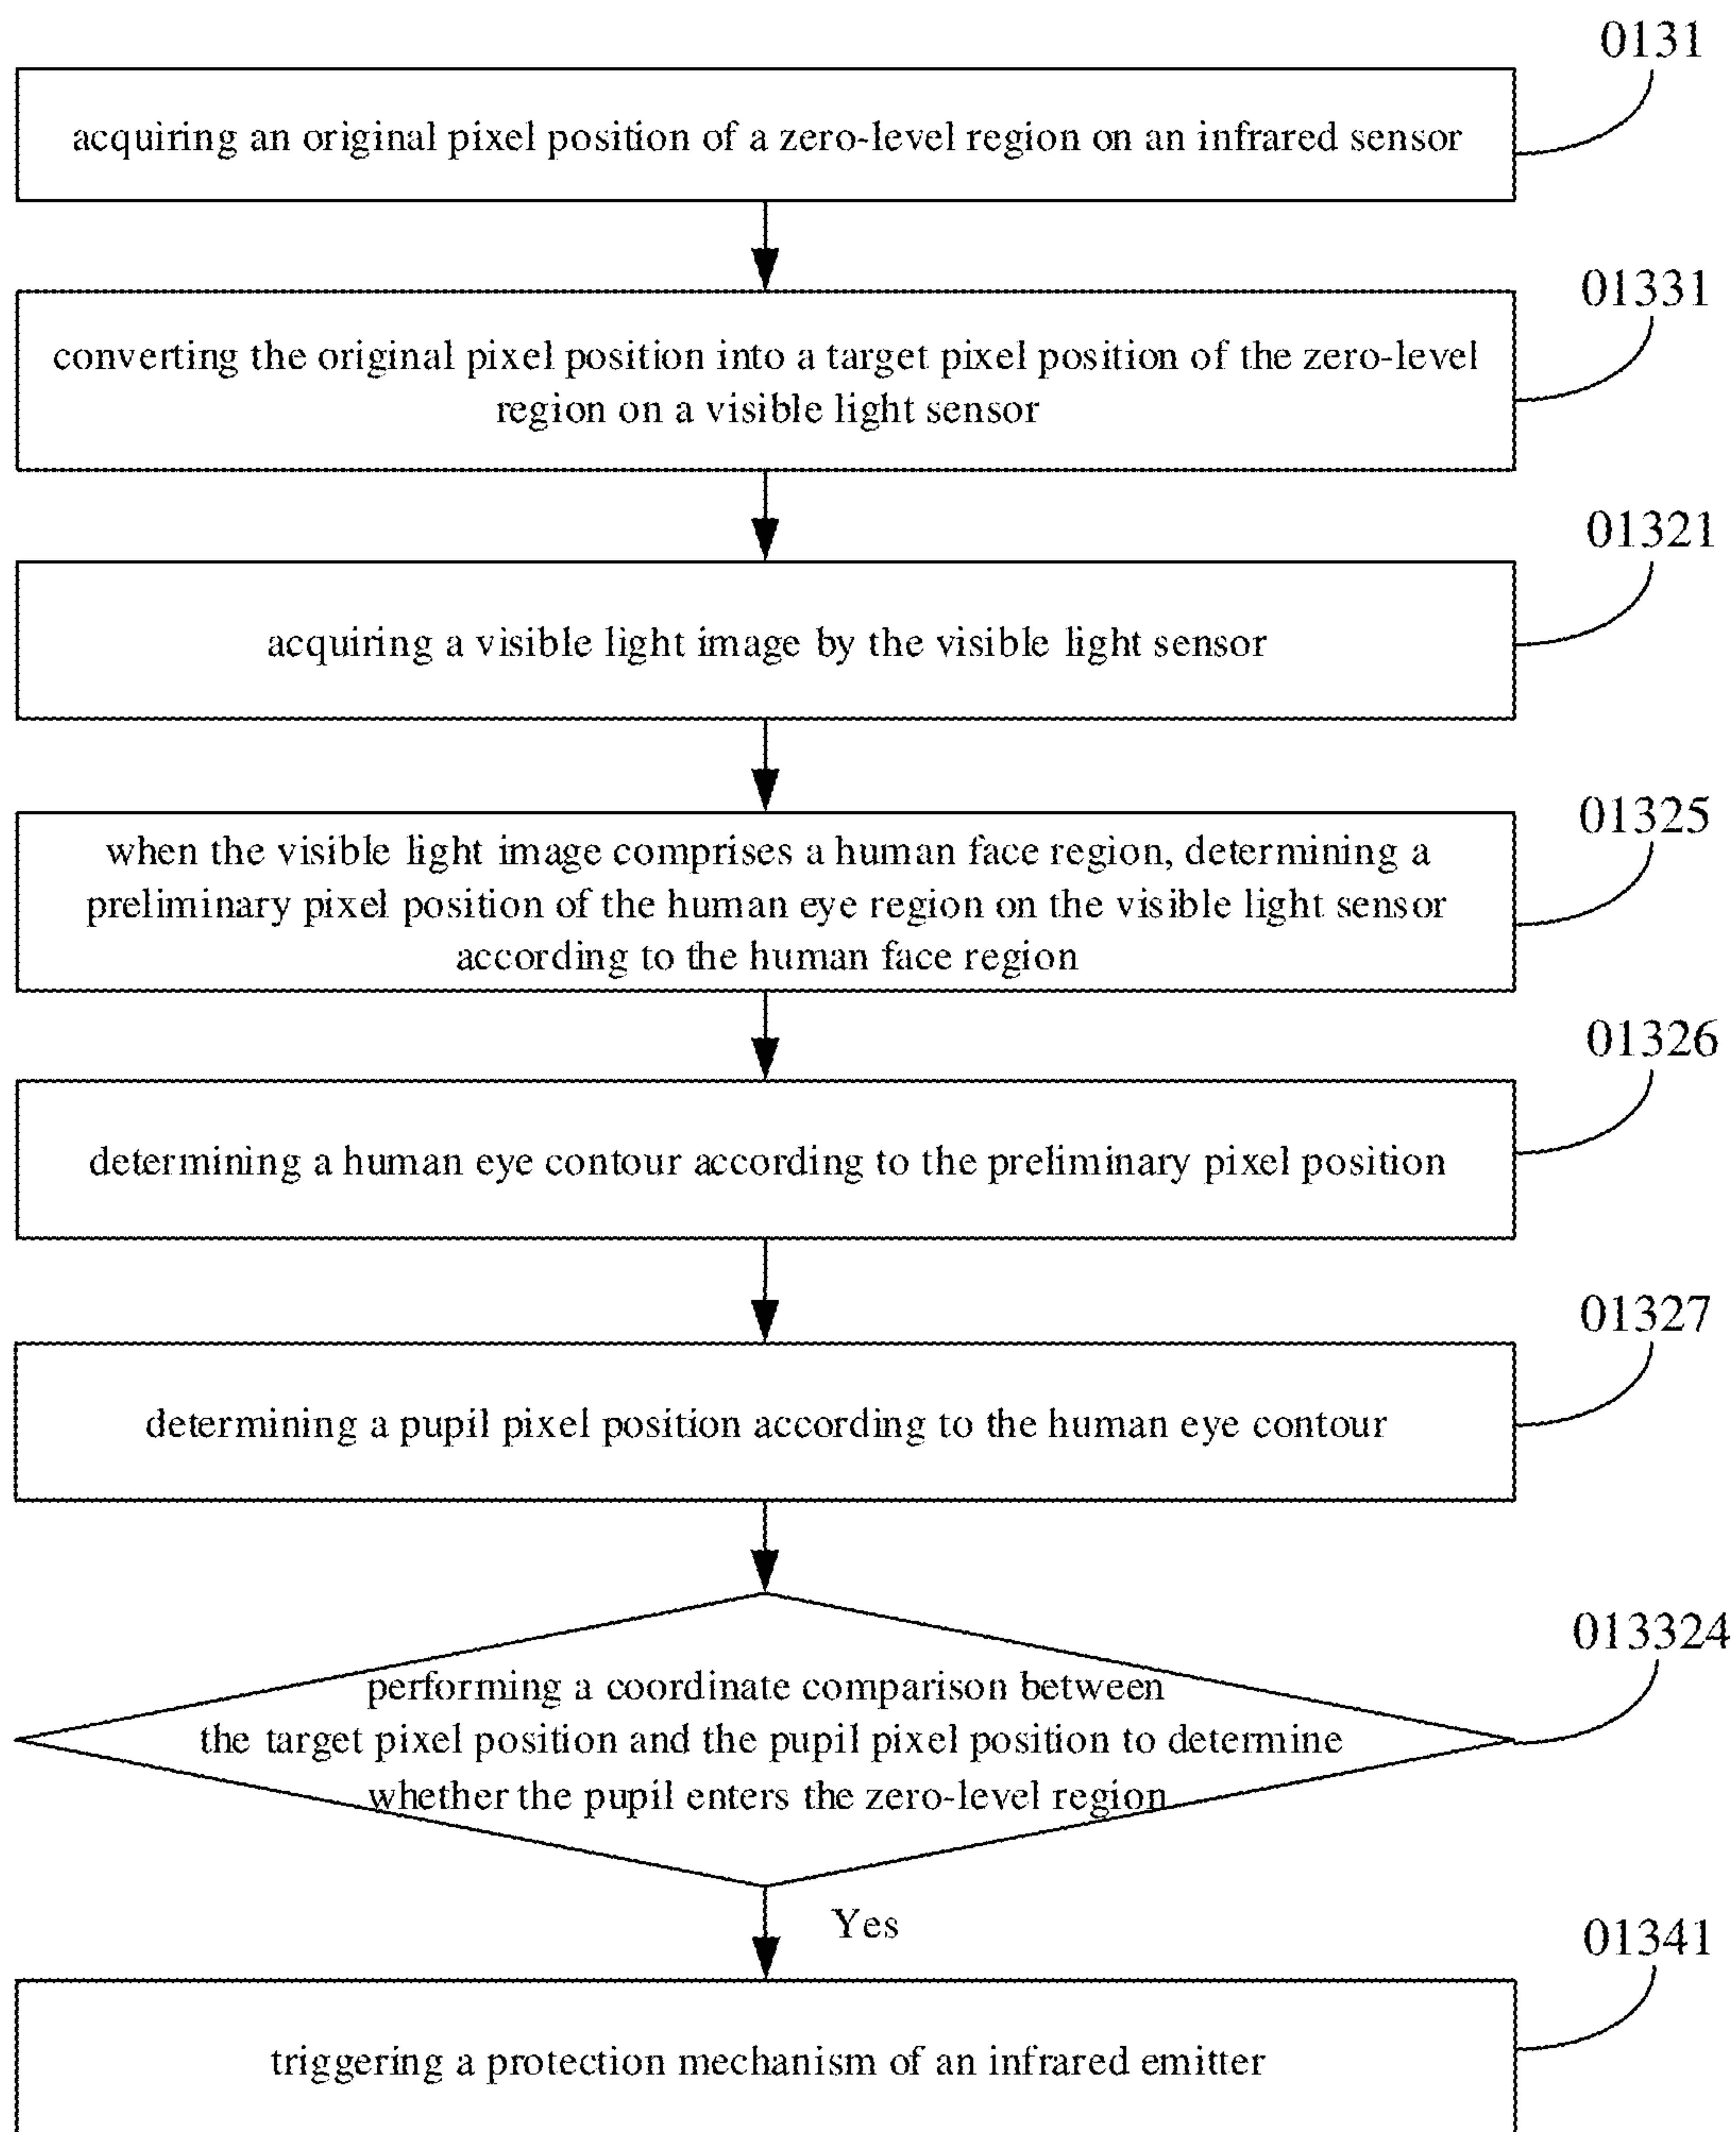 0131
acquiring an original pixel position of a zero-level region on an infrared sensor
01331
converting the original pixel position into a target pixel position of the zero-level
region on a visible light sensor
01321
acquiring a visible light image by the visible light sensor
01325
when the visible light image comprises a human face region, determining a
preliminary pixel position of the human eye region on the visible light sensor
according to the human face region
01326
determining a human eye contour according to the preliminary pixel position
01327
determining a pupil pixel position according to the human eye contour
013324
performing a coordinate comparison between
the target pixel position and the pupil pixel position to determine
whether the pupil enters the zero-level region
Yes
01341
triggering a protection mechanism of an infrared emitter